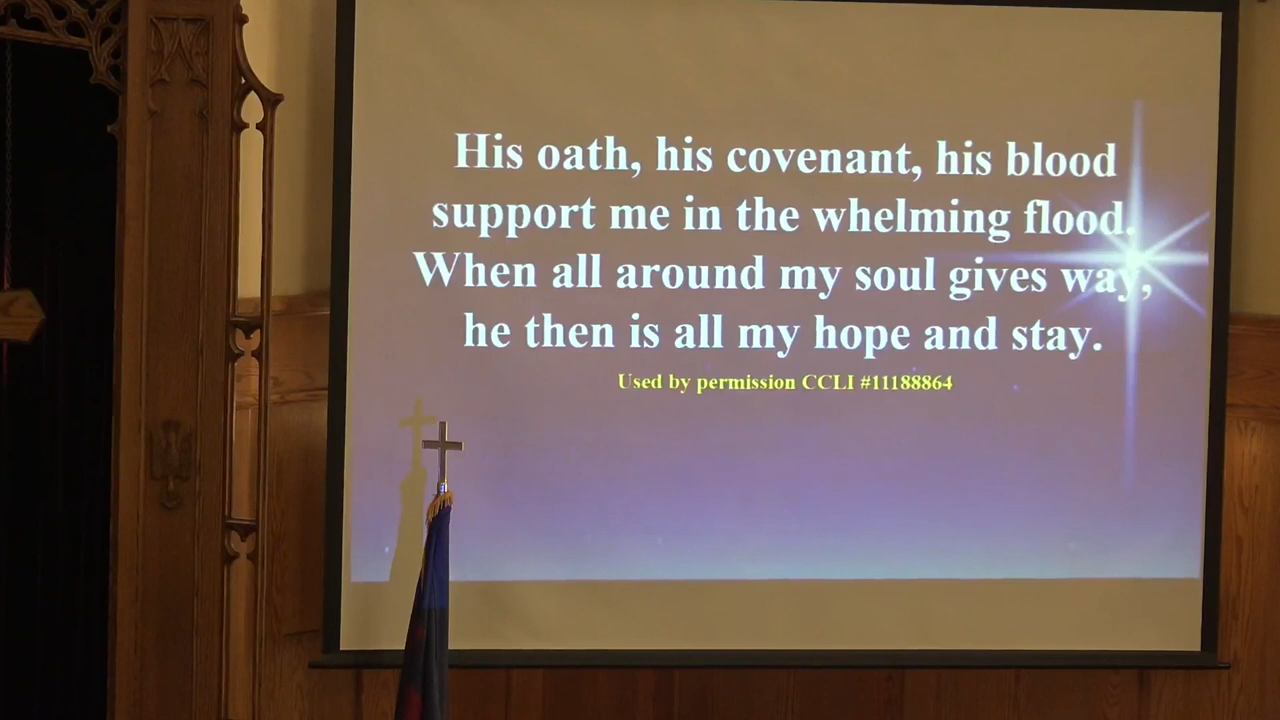 His oath, his covenant, his blood
support me in the whelming flood.
When all around my soul gives way,
he then is all my hope and stay.
Used by permission CCLI #11188864